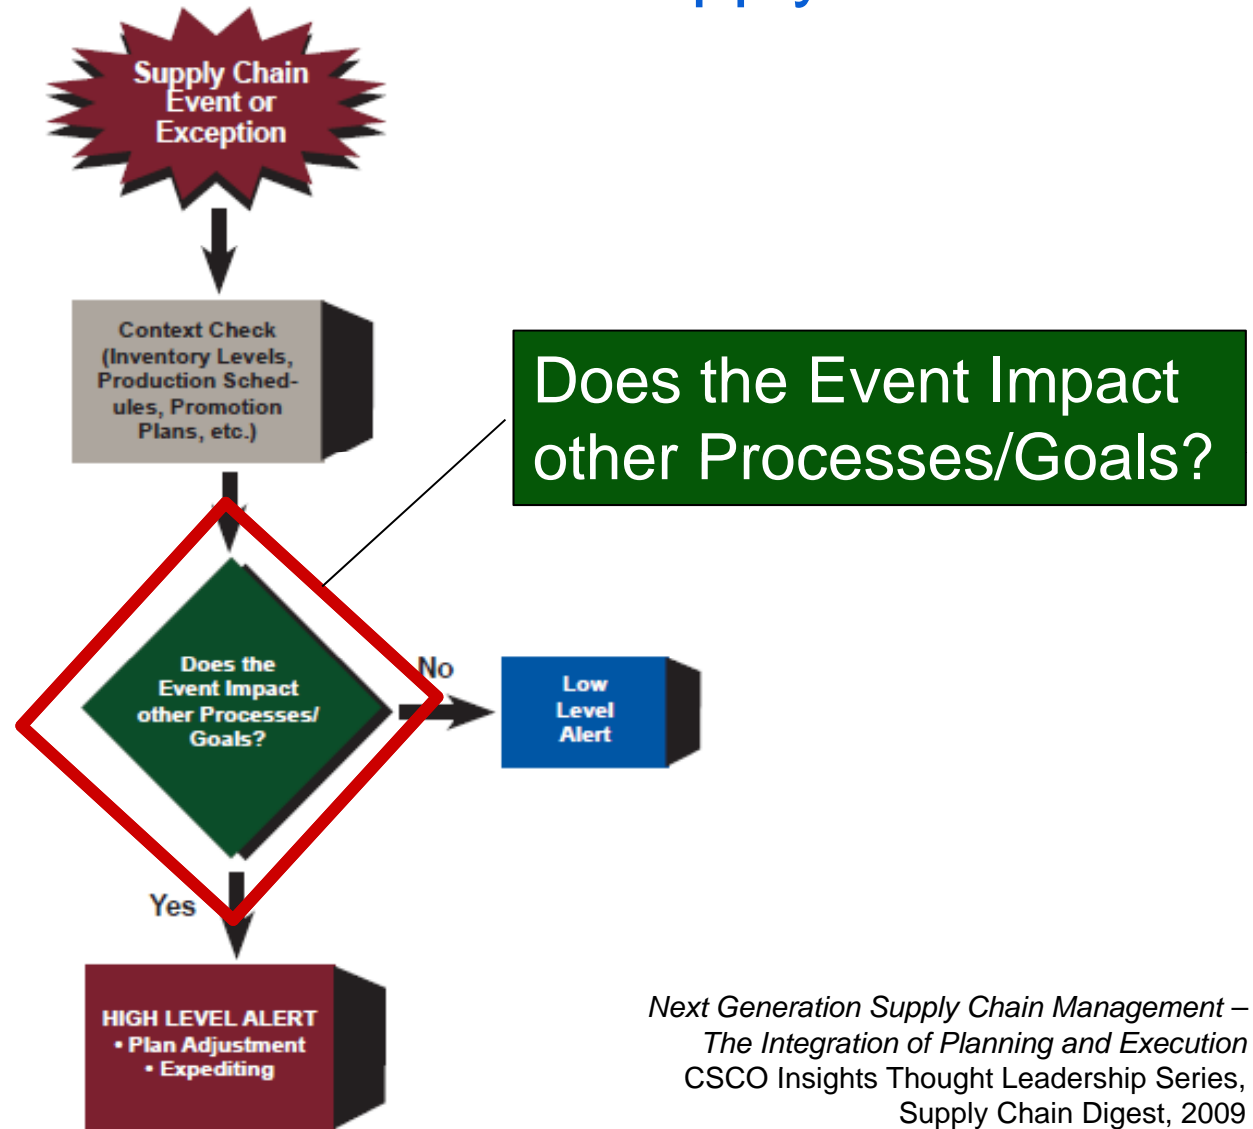 Supply Chain
Event or
Exception
Context Check
(Inventory Levels,
Production Sched-
ules, Promotion
Plans, etc.)
Does the Event Impact
other Processes/Goals?
Does the
Event Impact
other Processes/
Goals?
No
Low
Level
Alert
Yes
HIGH LEVEL ALERT
• Plan Adjustment
• Expediting
Next Generation Supply Chain Management –
The Integration of Planning and Execution
CSCO Insights Thought Leadership Series,
Supply Chain Digest, 2009